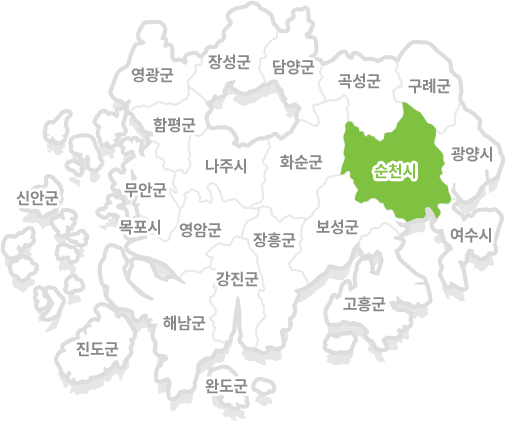 장성군
담양군
영광군
곡성군
구례군
함평군
광양시
화순군
나주시
순천시
무안군
신안군
목포시
영암군
보성군
여수시
장흥군
강진군
고흥군
해남군
진도군
완도군